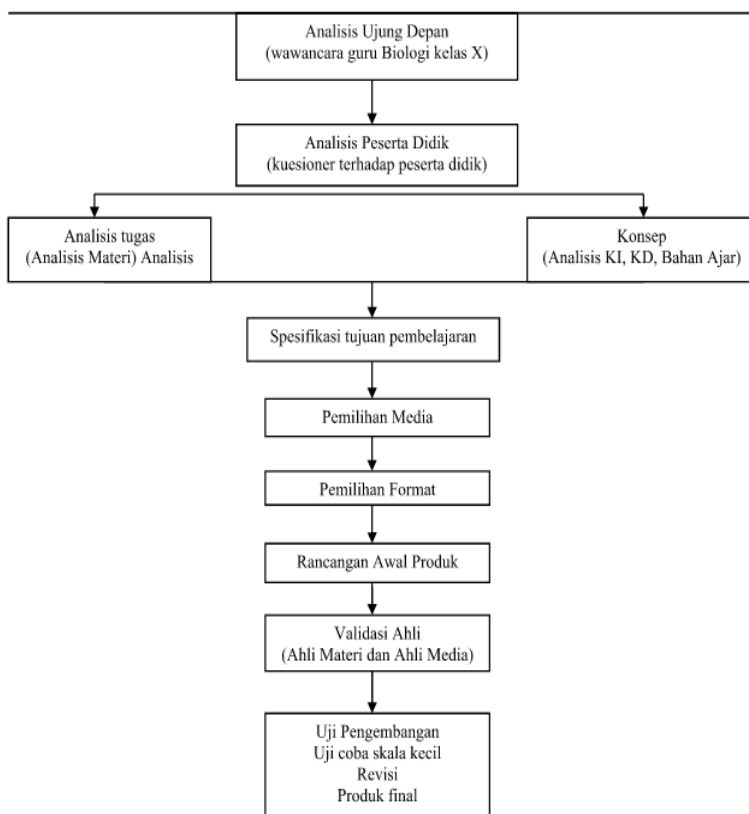 Analisis Ujung Depan
(wawancara guru Biologi kelas X)
Analisis Peserta Didik
(kuesioner terhadap peserta didik)
Analisis tugas
(Analisis Materi) Analisis
Konsep
(Analisis KI, KD, Bahan Ajar)
Spesifikasi tujuan pembelajaran
Pemilihan Media
Pemilihan Format
Rancangan Awal Produk
Validasi Ahli
(Ahli Materi dan Ahli Media)
Uji Pengembangan
Uji coba skala kecil
Revisi
Produk final